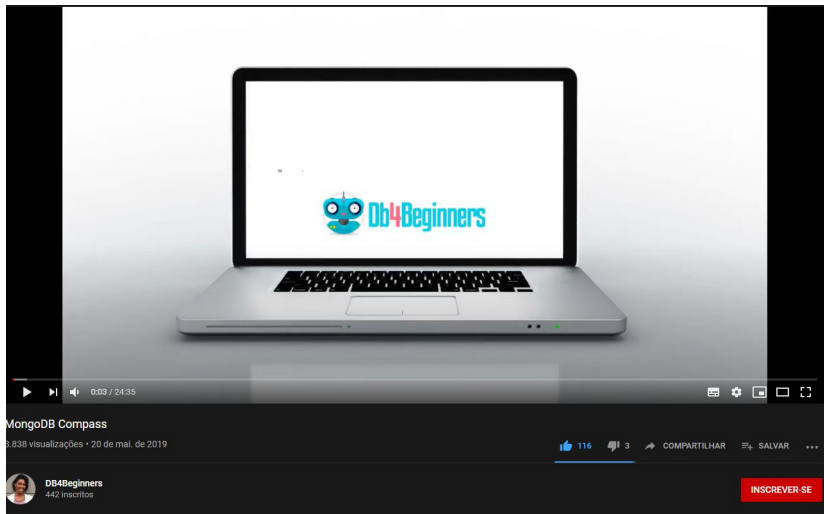 Db4Beginners
0:03 / 24:35
MongoDB Compass
3.838 visualizações • 20 de mai. de 2019
116
3
COMPARTILHAR
SALVAR
DB4Beginners
442 inscritos
INSCREVER-SE